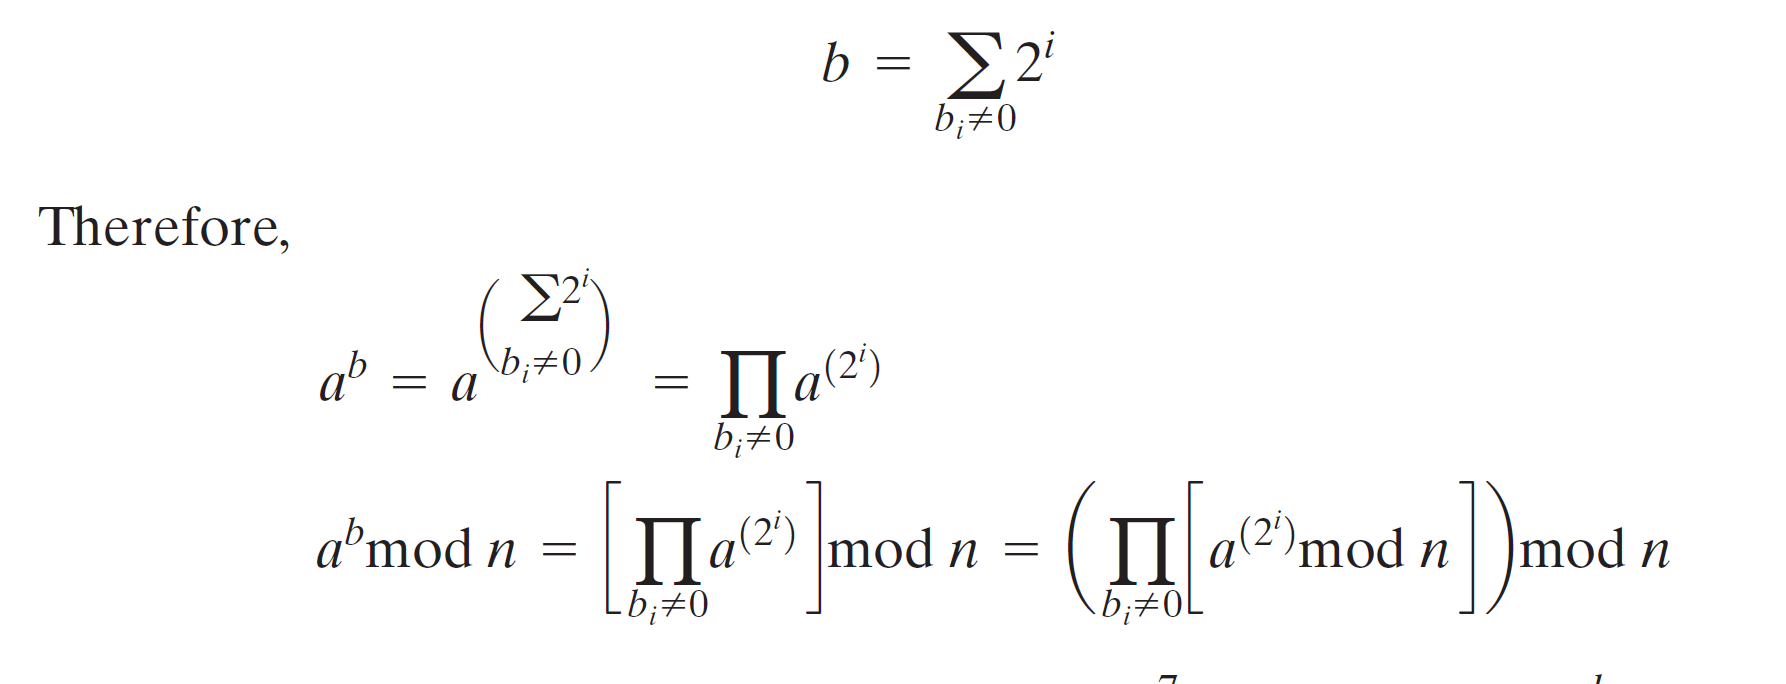 b = ∑_{b_i≠0} 2^i
Therefore,
a^b = a^{(∑_{b_i≠0} 2^i)} = ∏_{b_i≠0} a^{(2^i)}
a^b mod n = [∏_{b_i≠0} a^{(2^i)}] mod n = (∏_{b_i≠0} [a^{(2^i)} mod n]) mod n